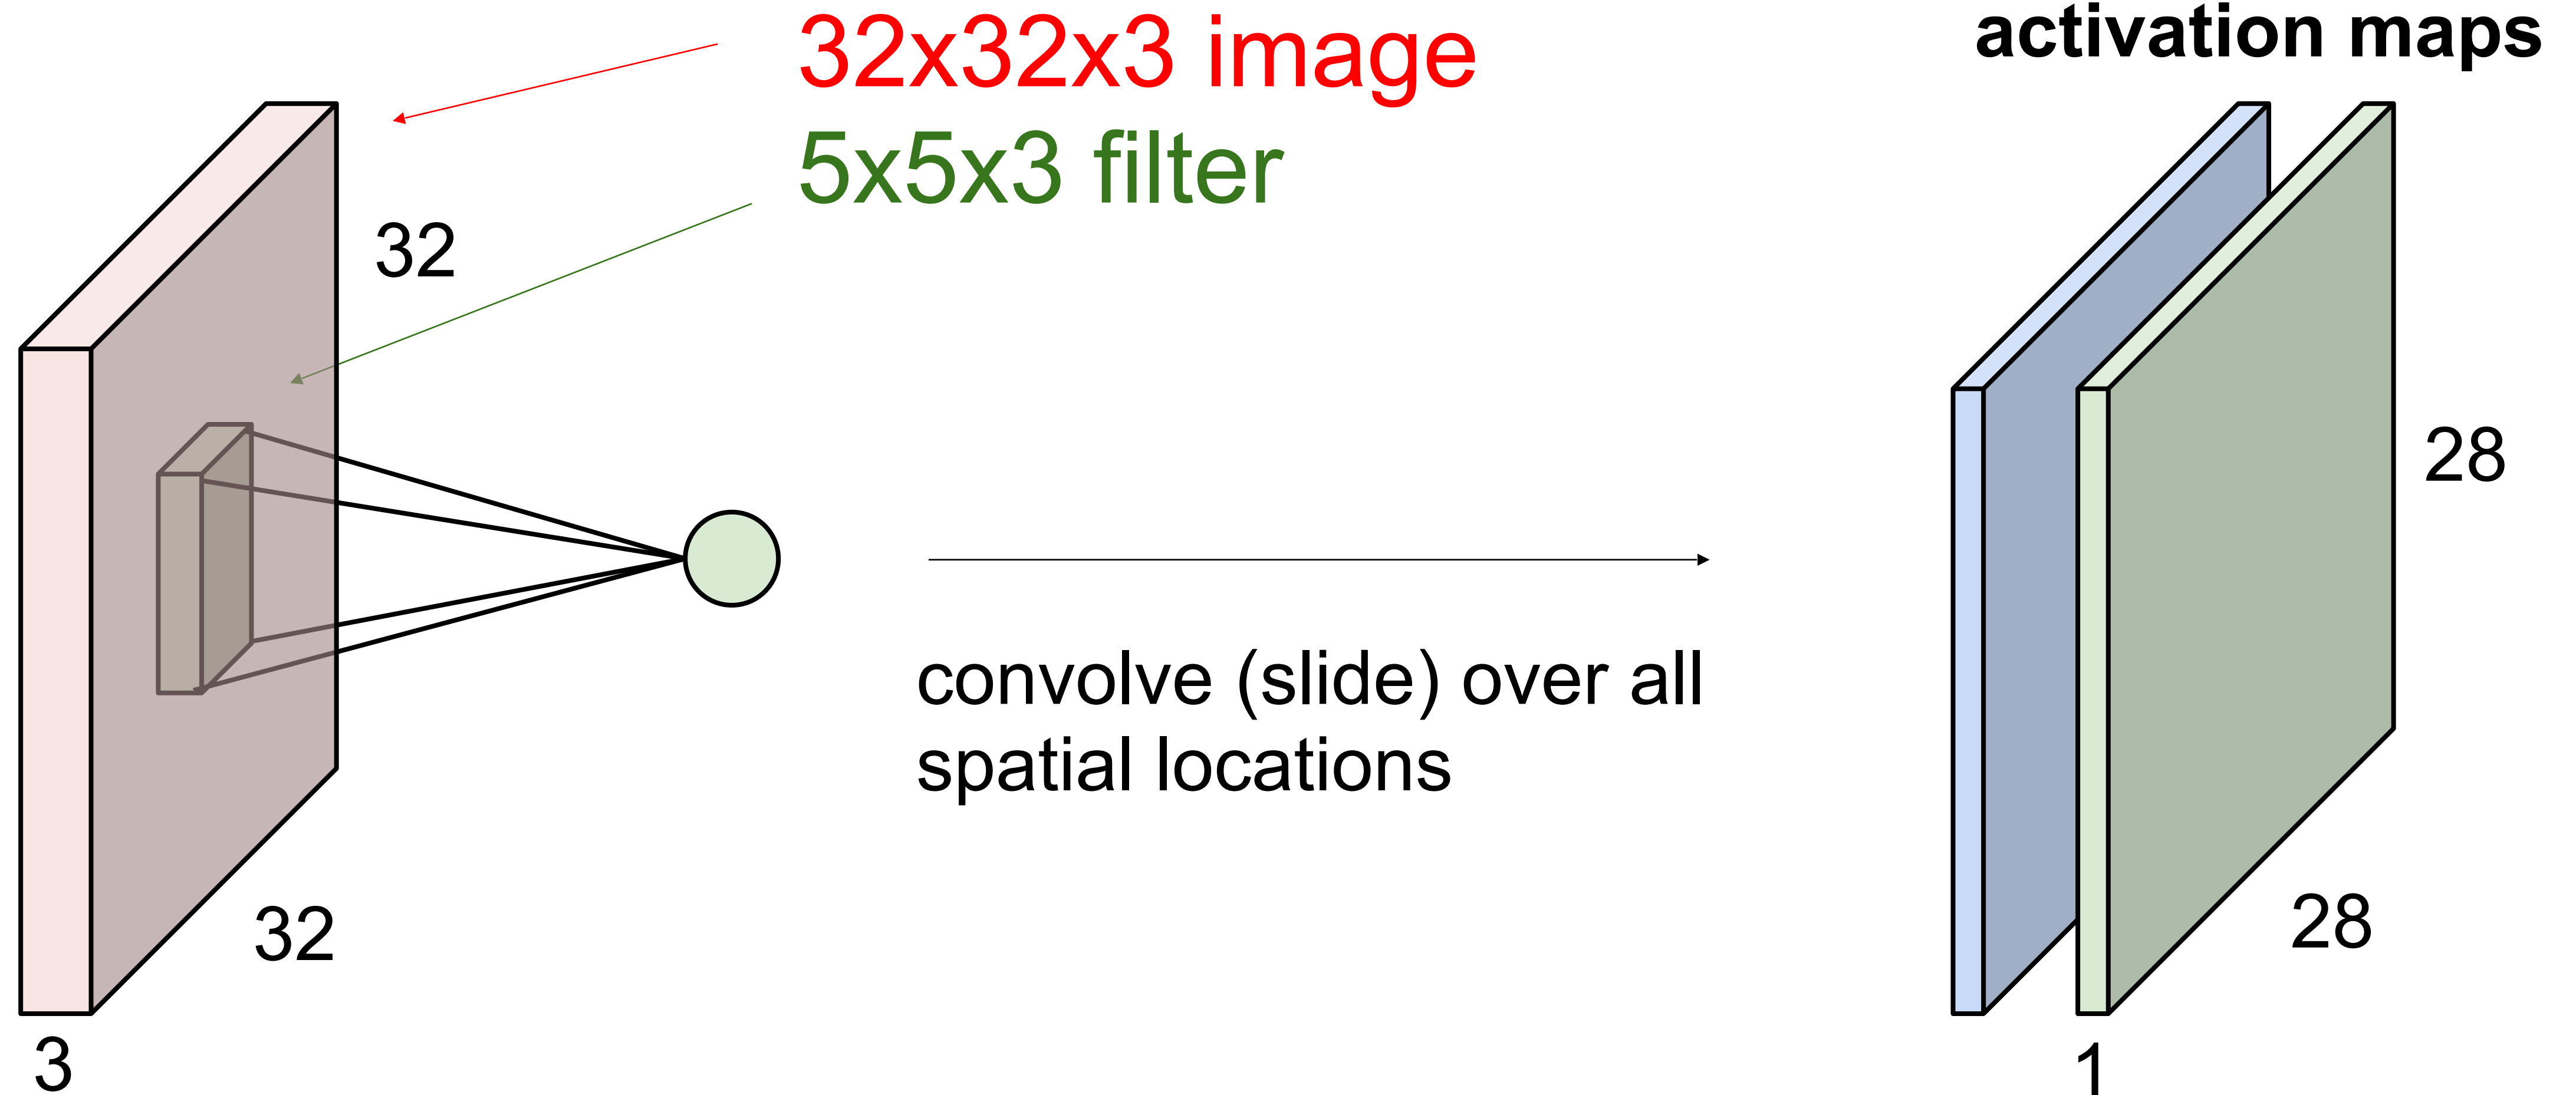 32x32x3 image
5x5x3 filter
32
32
3
convolve (slide) over all
spatial locations
activation maps
28
28
1